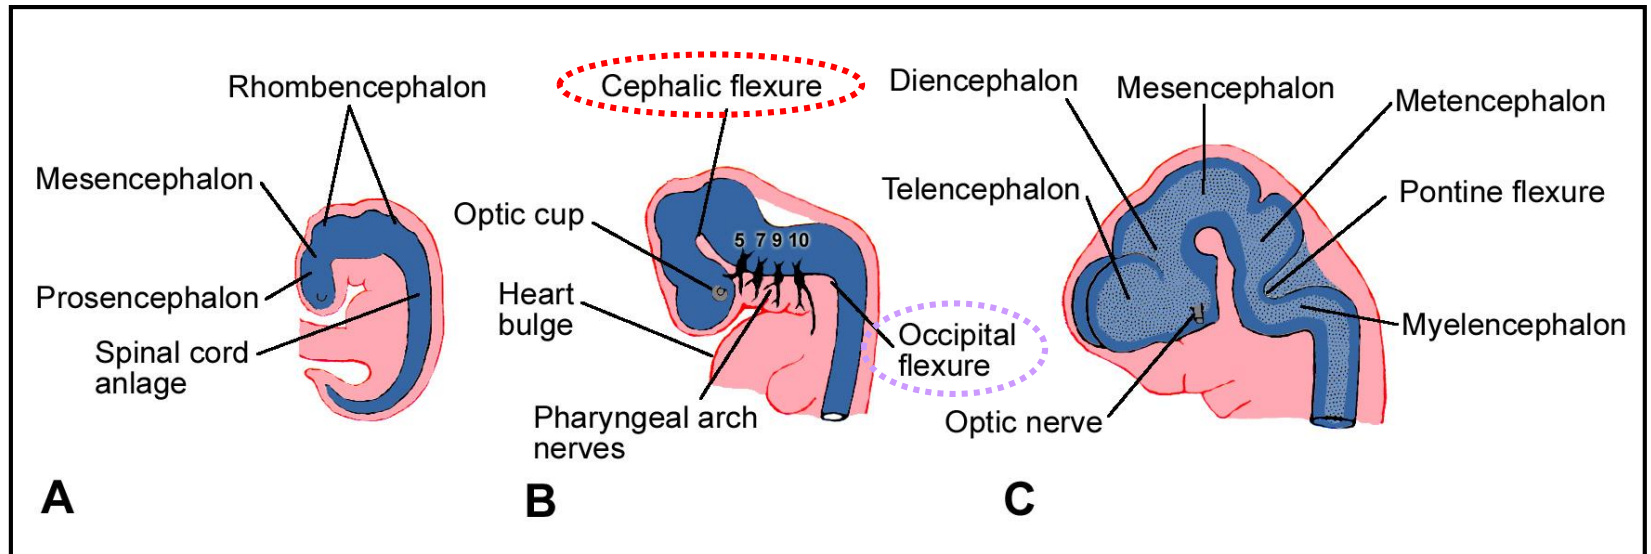 Rhombencephalon
Mesencephalon
Prosencephalon
Spinal cord
anlage
A
Cephalic flexure
Optic cup
5 7 9 10
Heart
bulge
Occipital
flexure
Pharyngeal arch
nerves
B
Diencephalon
Mesencephalon
Metencephalon
Telencephalon
Pontine flexure
Myelencephalon
Optic nerve
C